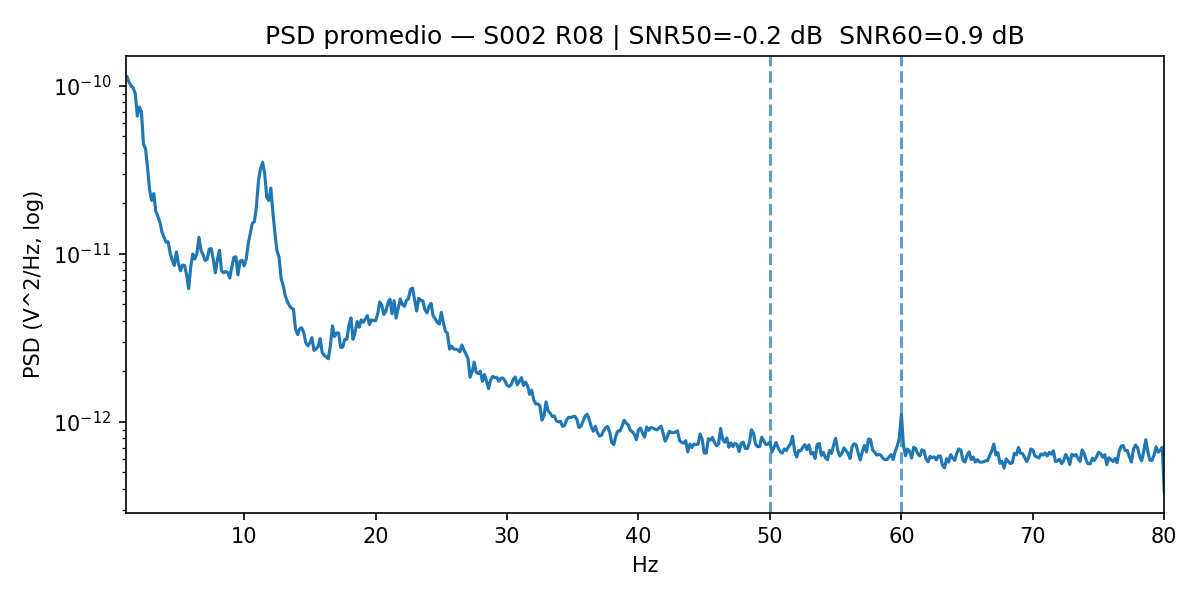 PSD promedio — S002 R08 | SNR50=-0.2 dB  SNR60=0.9 dB
PSD (V^2/Hz, log)
10⁻¹⁰
10⁻¹¹
10⁻¹²
10 20 30 40 50 60 70 80
Hz